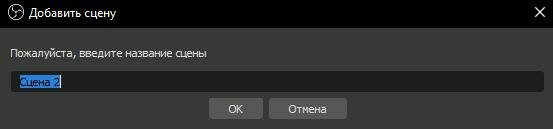 Добавить сцену
Пожалуйста, введите название сцены
Сцена 2
OK
Отмена